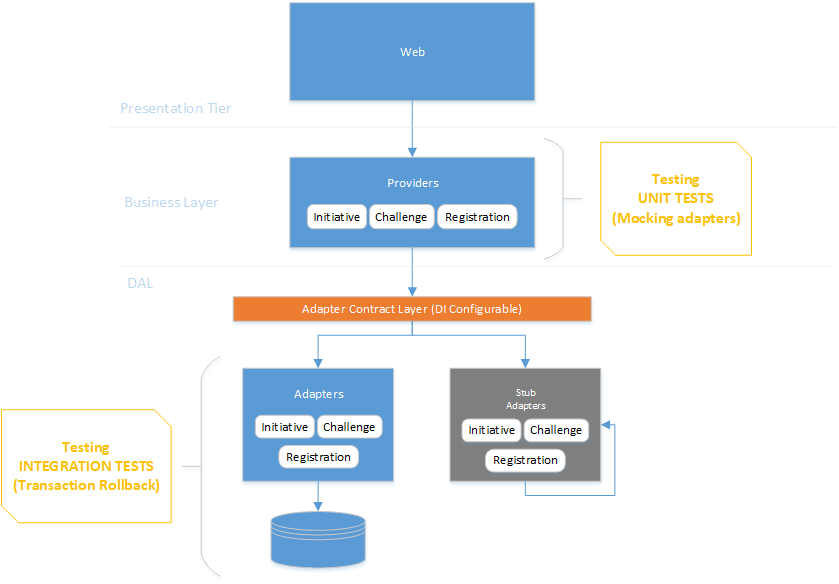 Web
Presentation Tier
Providers
Initiative
Challenge
Registration
Business Layer
Testing
UNIT TESTS
(Mocking adapters)
DAL
Adapter Contract Layer (DI Configurable)
Adapters
Initiative
Challenge
Registration
Stub
Adapters
Initiative
Challenge
Registration
Testing
INTEGRATION TESTS
(Transaction Rollback)